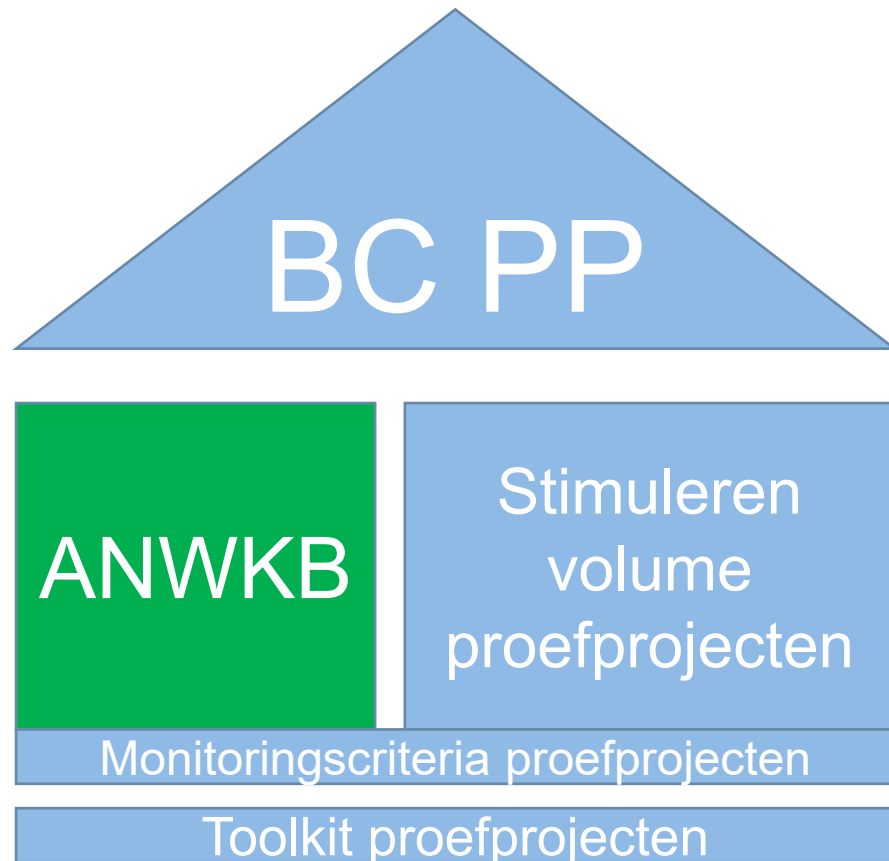 BC PP
ANWKB
Stimuleren
volume
proefprojecten
Monitoringscriteria proefprojecten
Toolkit proefprojecten